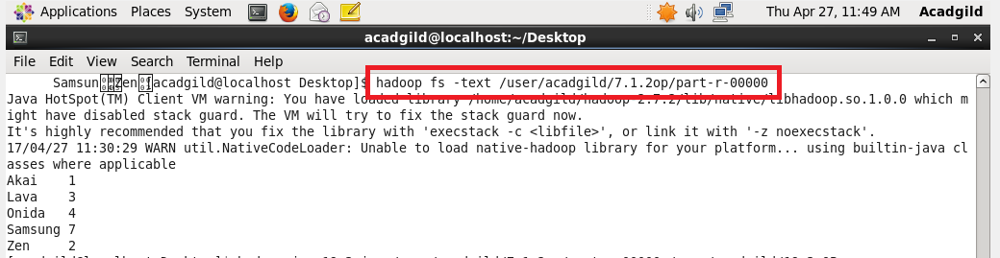 Applications Places System Thu Apr 27, 11:49 AM Acadgild
acadgild@localhost:~/Desktop
File Edit View Search Terminal Help
Samsung Zen [acadgild@localhost Desktop]$ hadoop fs -text /user/acadgild/7.1.2op/part-r-00000
Java HotSpot(TM) Client VM warning: You have loaded library /home/acadgild/hadoop-2.7.2/lib/native/libhadoop.so.1.0.0 which m
ight have disabled stack guard. The VM will try to fix the stack guard now.
It's highly recommended that you fix the library with 'execstack -c <libfile>', or link it with '-z noexecstack'.
17/04/27 11:30:29 WARN util.NativeCodeLoader: Unable to load native-hadoop library for your platform... using builtin-java cl
asses where applicable
Akai 1
Lava 3
Onida 4
Samsung 7
Zen 2